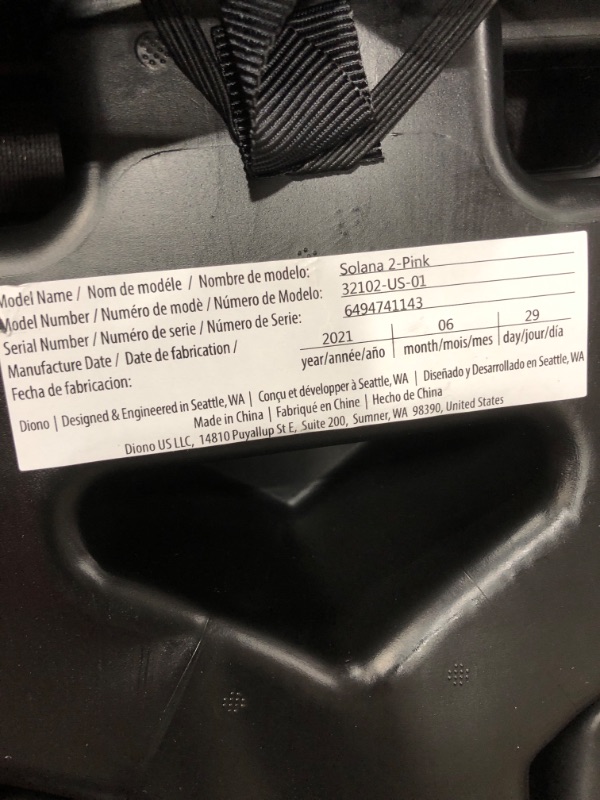 Model Name / Nom de modéle / Nombre de modelo: Solana 2-Pink
Model Number / Numéro de modè / Número de Modelo: 32102-US-01
Serial Number / Numéro de serie / Número de Serie: 6494741143
Manufacture Date / Date de fabrication / 2021 | 06 | 29
Fecha de fabricacion: year/année/año | month/mois/mes | day/jour/día
Diono | Designed & Engineered in Seattle, WA | Conçu et développer à Seattle, WA | Diseñado y Desarrollado en Seattle, WA
Made in China | Fabriqué en Chine | Hecho de China
Diono US LLC, 14810 Puyallup St E, Suite 200, Sumner, WA 98390, United States